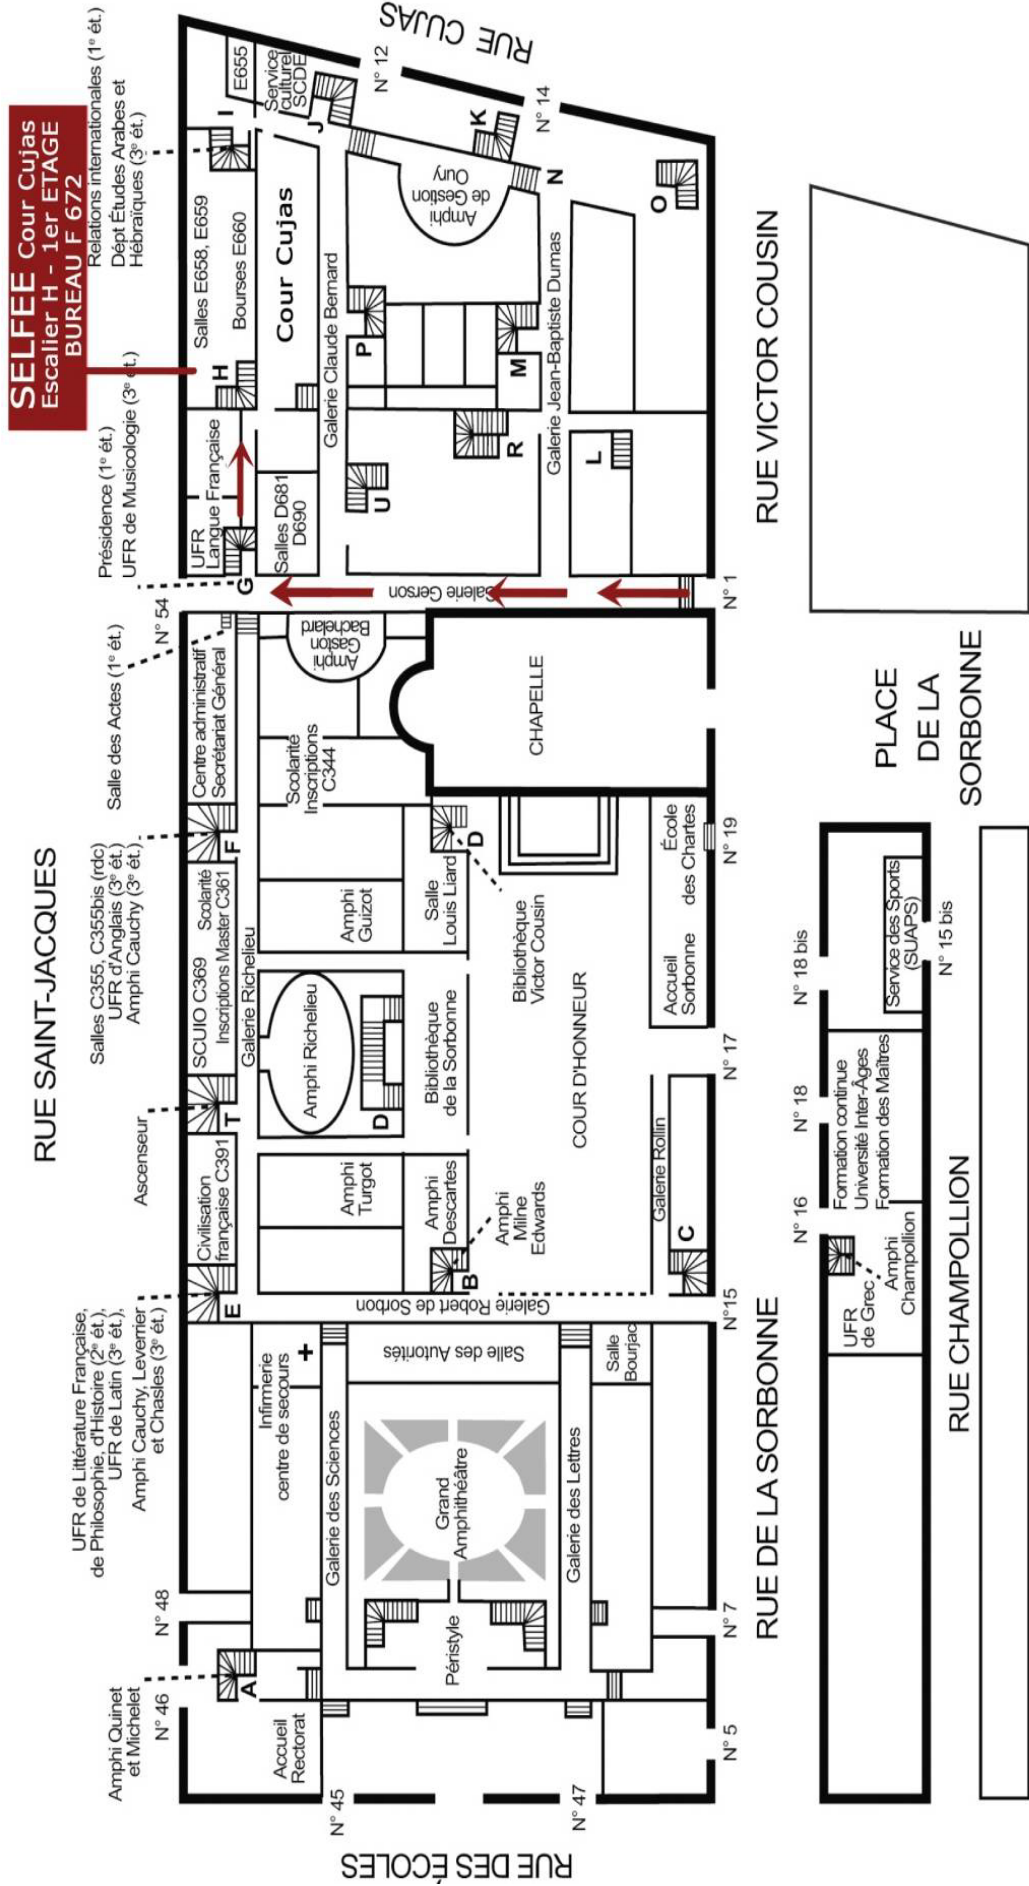 SELFEE Cour Cujas
Escalier H - 1er ETAGE
BUREAU F 672
RUE SAINT-JACQUES
RUE CUJAS
RUE VICTOR COUSIN
PLACE
DE LA
SORBONNE
RUE DE LA SORBONNE
RUE CHAMPOLLION
RUE DES ÉCOLES
Amphi Quinet
et Michelet
N° 46
N° 48
UFR de Littérature Française,
de Philosophie, d'Histoire (2e ét.),
UFR de Latin (3e ét.),
Amphi Cauchy, Leverrier
et Chasles (3e ét.)
Ascenseur
Salles C355, C355bis (rdc)
UFR d'Anglais (3e ét.)
Amphi Cauchy (3e ét.)
Salle des Actes (1e ét.)
N° 54
Présidence (1e ét.)
UFR de Musicologie (3e ét.)
Relations internationales (1e ét.)
Dépt Études Arabes et
Hébraïques (3e ét.)
A
Accueil
Rectorat
Infirmerie
centre de secours
+
E
Civilisation
française C391
T
SCUIO C369
Scolarité
Inscriptions Master C361
F
Centre administratif
Secrétariat Général
G
UFR
Langue Française
H
Salles E658, E659
Bourses E660
I
E655
Service
culturel
SCDE
J
N° 12
Galerie Richelieu
Salles D681
D690
Cour Cujas
Galerie Claude Bernard
Galerie des Sciences
Salle des Autorités
Grand
Amphithéâtre
Péristyle
Galerie des Lettres
Salle
Bourjac
Galerie Robert de Sorbon
Amphi
Turgot
Amphi
Descartes
B
Amphi
Milne
Edwards
Amphi Richelieu
D
Bibliothèque
de la Sorbonne
Amphi
Guizot
Salle
Louis Liard
D
Bibliothèque
Victor Cousin
Scolarité
Inscriptions
C344
Amphi
Gaston
Bachelard
Galerie Gerson
CHAPELLE
COUR D'HONNEUR
Galerie Rollin
C
Accueil
Sorbonne
École
des Chartes
U
P
R
M
L
Amphi
de Gestion
Oury
K
N° 14
N
O
Galerie Jean-Baptiste Dumas
N° 45
N° 47
N° 5
N° 7
N°15
N° 17
N° 19
N° 1
N° 16
N° 18
N° 18 bis
N° 15 bis
UFR
de Grec
Amphi
Champollion
Formation continue
Université Inter-Âges
Formation des Maîtres
Service des Sports
(SUAPS)